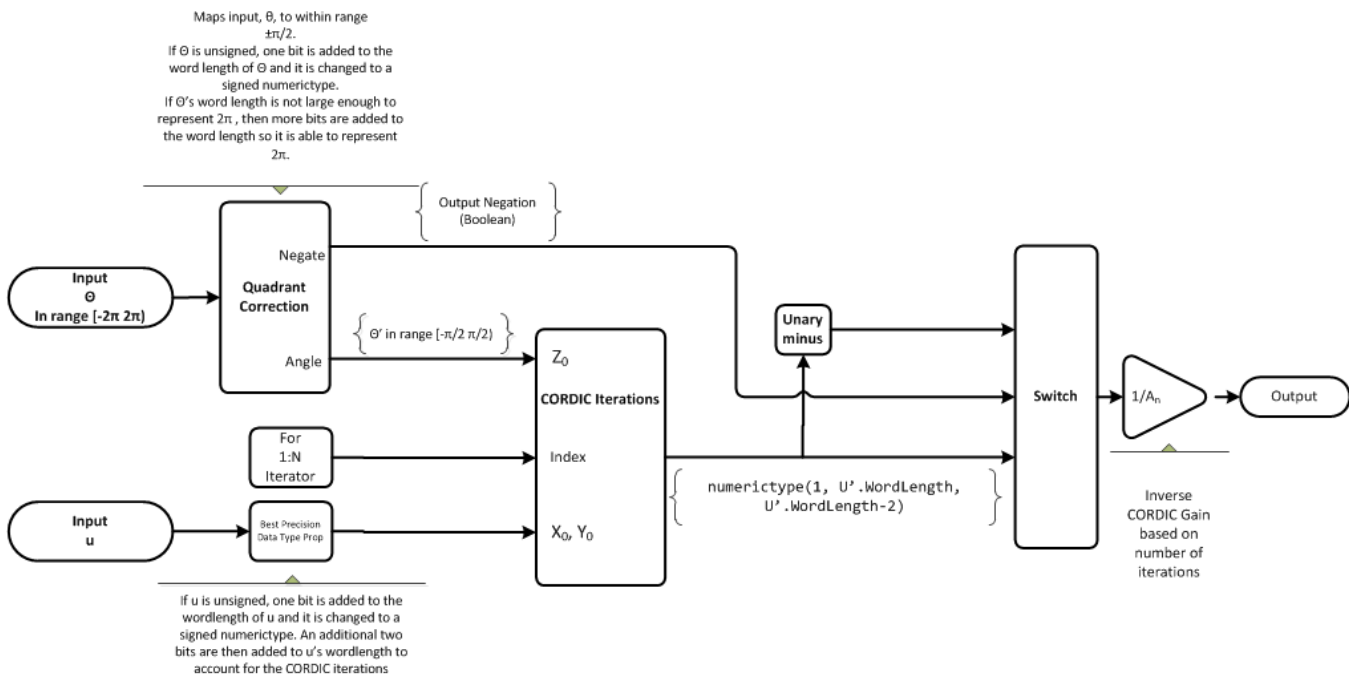 Maps input, θ, to within range
±π/2.
If Θ is unsigned, one bit is added to the
word length of Θ and it is changed to a
signed numerictype.
If Θ's word length is not large enough to
represent 2π , then more bits are added to
the word length so it is able to represent
2π.
Output Negation
(Boolean)
Negate
Input
Θ
In range [-2π 2π)
Quadrant
Correction
Θ' in range [-π/2 π/2)
Angle
Unary
minus
Z₀
CORDIC Iterations
Switch
1/Aₙ
Output
For
1:N
Iterator
Index
numerictype(1, U'.WordLength,
U'.WordLength-2)
Input
u
Best Precision
Data Type Prop
X₀, Y₀
Inverse
CORDIC Gain
based on
number of
iterations
If u is unsigned, one bit is added to the
wordlength of u and it is changed to a
signed numerictype. An additional two
bits are then added to u's wordlength to
account for the CORDIC iterations